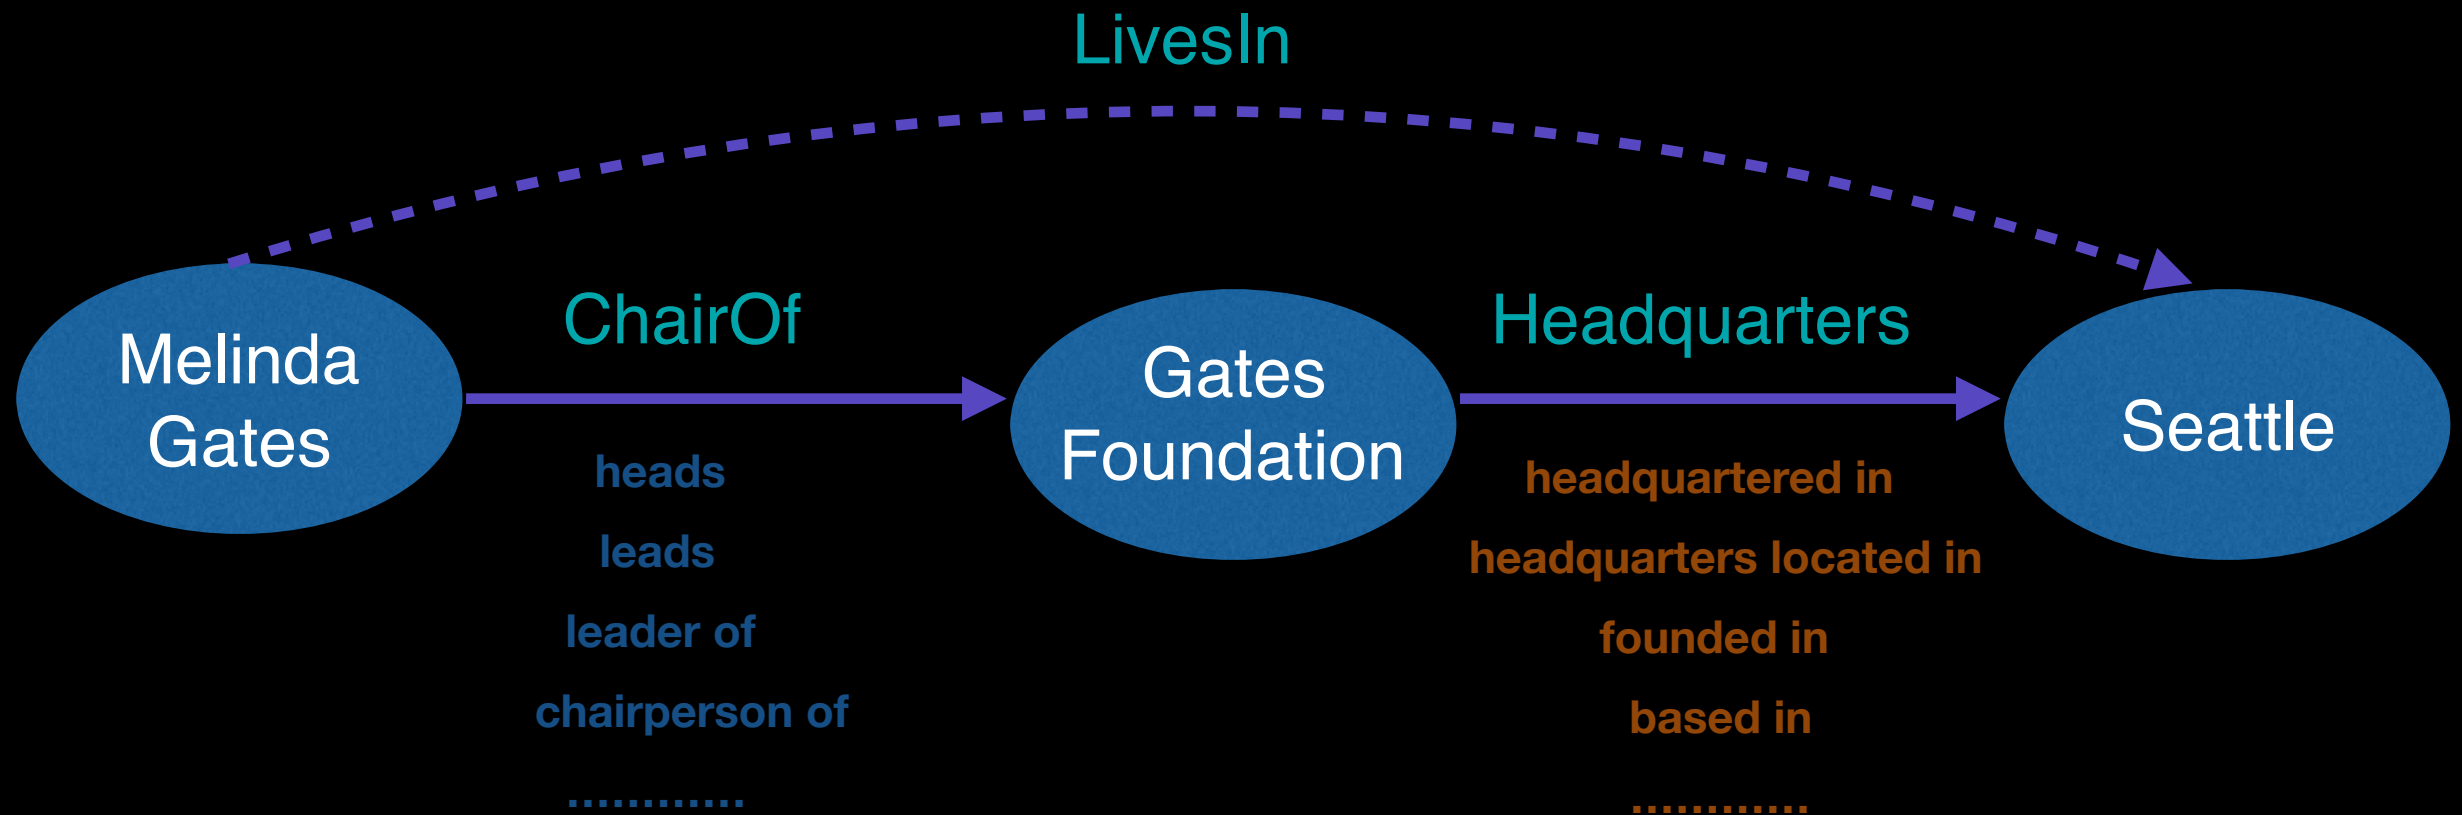 LivesIn
Melinda
Gates
ChairOf
Gates
Foundation
Headquarters
Seattle
heads
leads
leader of
chairperson of
............
headquartered in
headquarters located in
founded in
based in
............